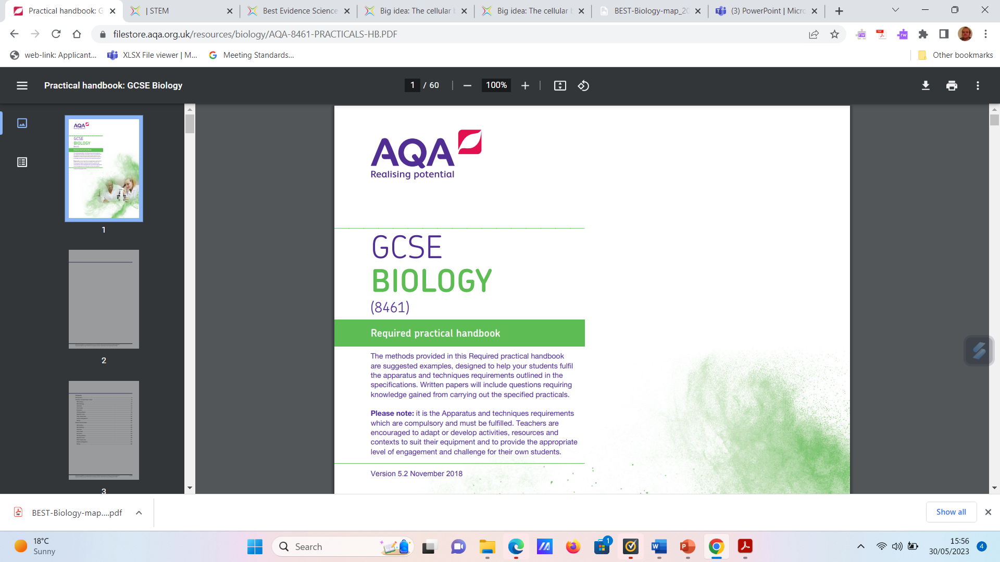 Practical handbook: G
| STEM
Best Evidence Science
Big idea: The cellular
Big idea: The cellular
BEST-Biology-map_20
(3) PowerPoint | Micro
filestore.aqa.org.uk/resources/biology/AQA-8461-PRACTICALS-HB.PDF
web-link: Applicant...
XLSX File viewer | M...
Meeting Standards...
Other bookmarks
Practical handbook: GCSE Biology
1 / 60
100%
AQA
GCSE
BIOLOGY
1
2
3
AQA
Realising potential
GCSE
BIOLOGY
(8461)
Required practical handbook
The methods provided in this Required practical handbook
are suggested examples, designed to help your students fulfil
the apparatus and techniques requirements outlined in the
specifications. Written papers will include questions requiring
knowledge gained from carrying out the specified practicals.
Please note: it is the Apparatus and techniques requirements
which are compulsory and must be fulfilled. Teachers are
encouraged to adapt or develop activities, resources and
contexts to suit their equipment and to provide the appropriate
level of engagement and challenge for their own students.
Version 5.2 November 2018
BEST-Biology-map....pdf
Show all
18°C
Sunny
Search
1
15:56
30/05/2023
4